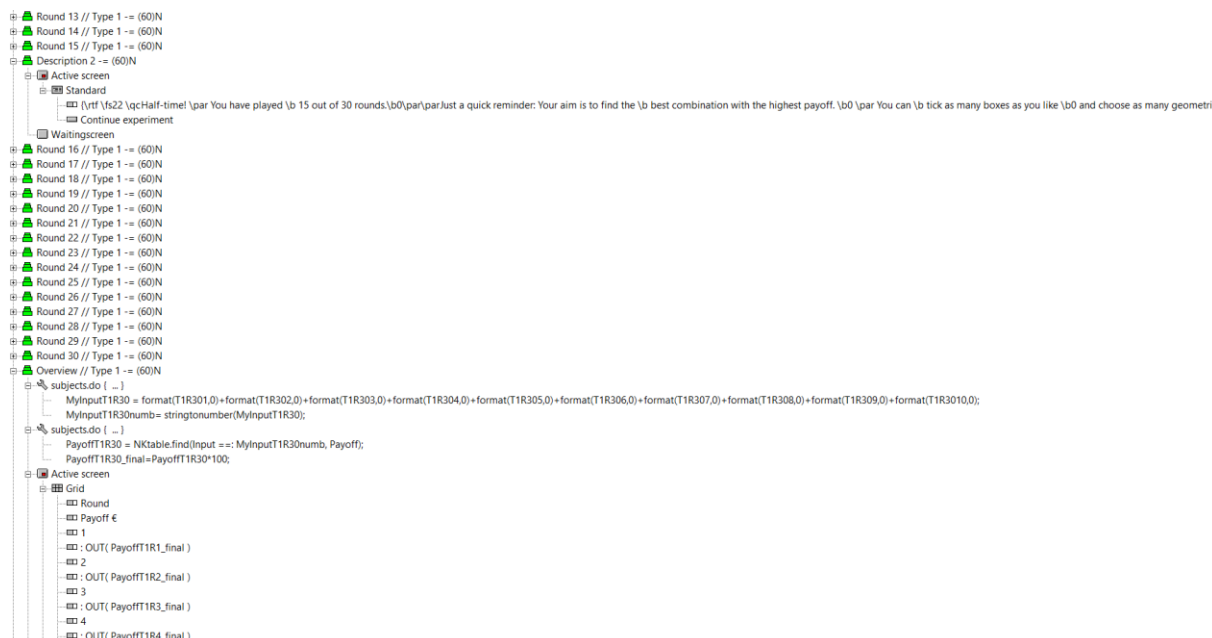 Round 13 // Type 1 -= (60)N
Round 14 // Type 1 -= (60)N
Round 15 // Type 1 -= (60)N
Description 2 -= (60)N
Active screen
Standard
{\rtf \fs22 \qcHalf-time! \par You have played \b 15 out of 30 rounds.\b0\par\parJust a quick reminder: Your aim is to find the \b best combination with the highest payoff. \b0 \par You can \b tick as many boxes as you like \b0 and choose as many geometri
Continue experiment
Waitingscreen
Round 16 // Type 1 -= (60)N
Round 17 // Type 1 -= (60)N
Round 18 // Type 1 -= (60)N
Round 19 // Type 1 -= (60)N
Round 20 // Type 1 -= (60)N
Round 21 // Type 1 -= (60)N
Round 22 // Type 1 -= (60)N
Round 23 // Type 1 -= (60)N
Round 24 // Type 1 -= (60)N
Round 25 // Type 1 -= (60)N
Round 26 // Type 1 -= (60)N
Round 27 // Type 1 -= (60)N
Round 28 // Type 1 -= (60)N
Round 29 // Type 1 -= (60)N
Round 30 // Type 1 -= (60)N
Overview // Type 1 -= (60)N
subjects.do { ... }
MyInputT1R30 = format(T1R301,0)+format(T1R302,0)+format(T1R303,0)+format(T1R304,0)+format(T1R305,0)+format(T1R306,0)+format(T1R307,0)+format(T1R308,0)+format(T1R309,0)+format(T1R3010,0);
MyInputT1R30numb= stringtonumber(MyInputT1R30);
subjects.do { ... }
PayoffT1R30 = NKtable.find(Input ==: MyInputT1R30numb, Payoff);
PayoffT1R30_final=PayoffT1R30*100;
Active screen
Grid
Round
Payoff €
1
: OUT( PayoffT1R1_final )
2
: OUT( PayoffT1R2_final )
3
: OUT( PayoffT1R3_final )
4
: OUT( PayoffT1R4_final )